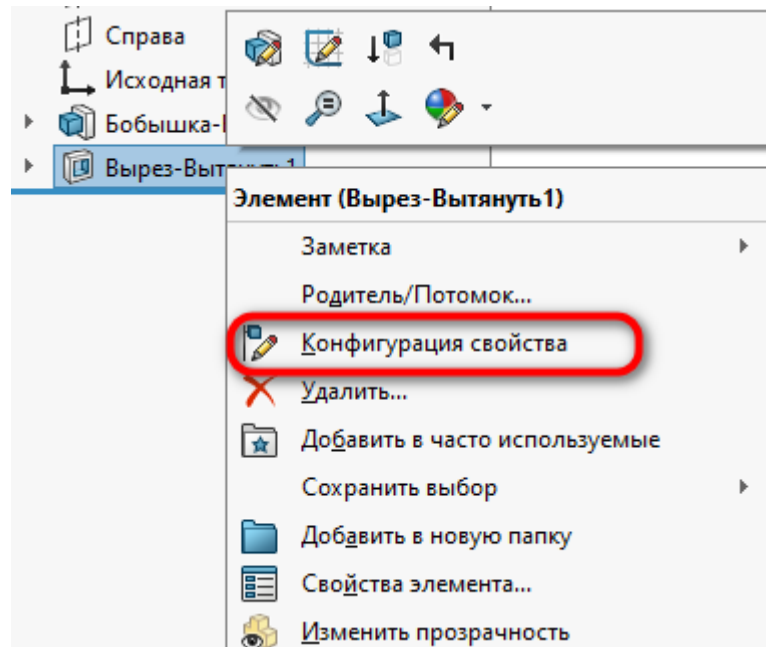 Справа
Исходная т
Бобышка-
Вырез-Вытянуть1
Элемент (Вырез-Вытянуть1)
Заметка
Родитель/Потомок...
Конфигурация свойства
Удалить...
Добавить в часто используемые
Сохранить выбор
Добавить в новую папку
Свойства элемента...
Изменить прозрачность